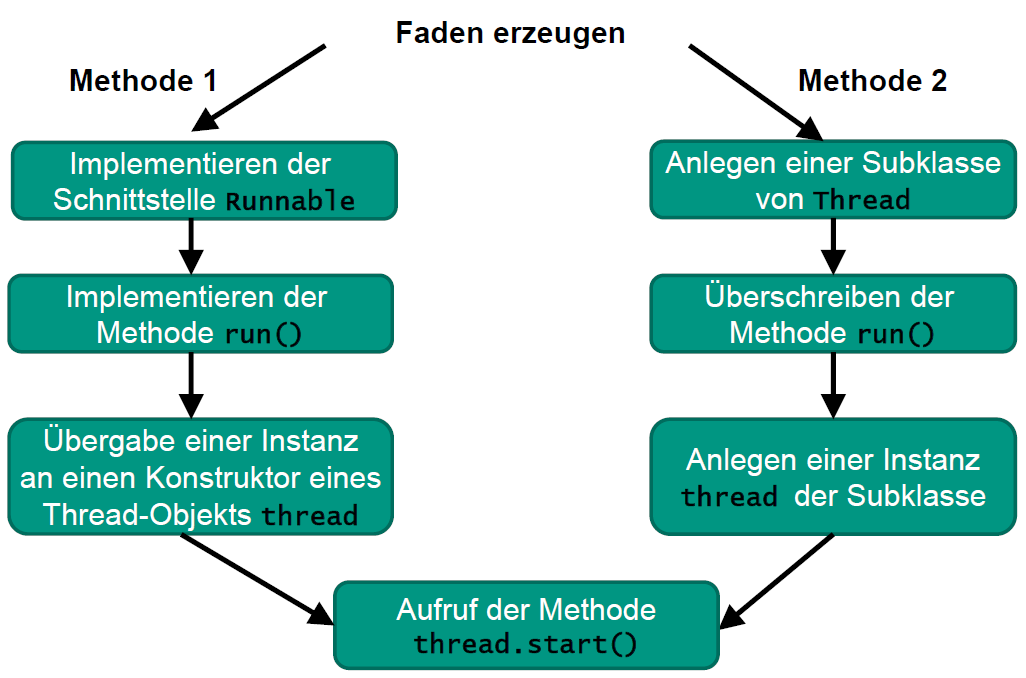 Faden erzeugen
Methode 1
Implementieren der
Schnittstelle Runnable
Implementieren der
Methode run()
Übergabe einer Instanz
an einen Konstruktor eines
Thread-Objekts thread
Methode 2
Anlegen einer Subklasse
von Thread
Überschreiben der
Methode run()
Anlegen einer Instanz
thread der Subklasse
Aufruf der Methode
thread.start()